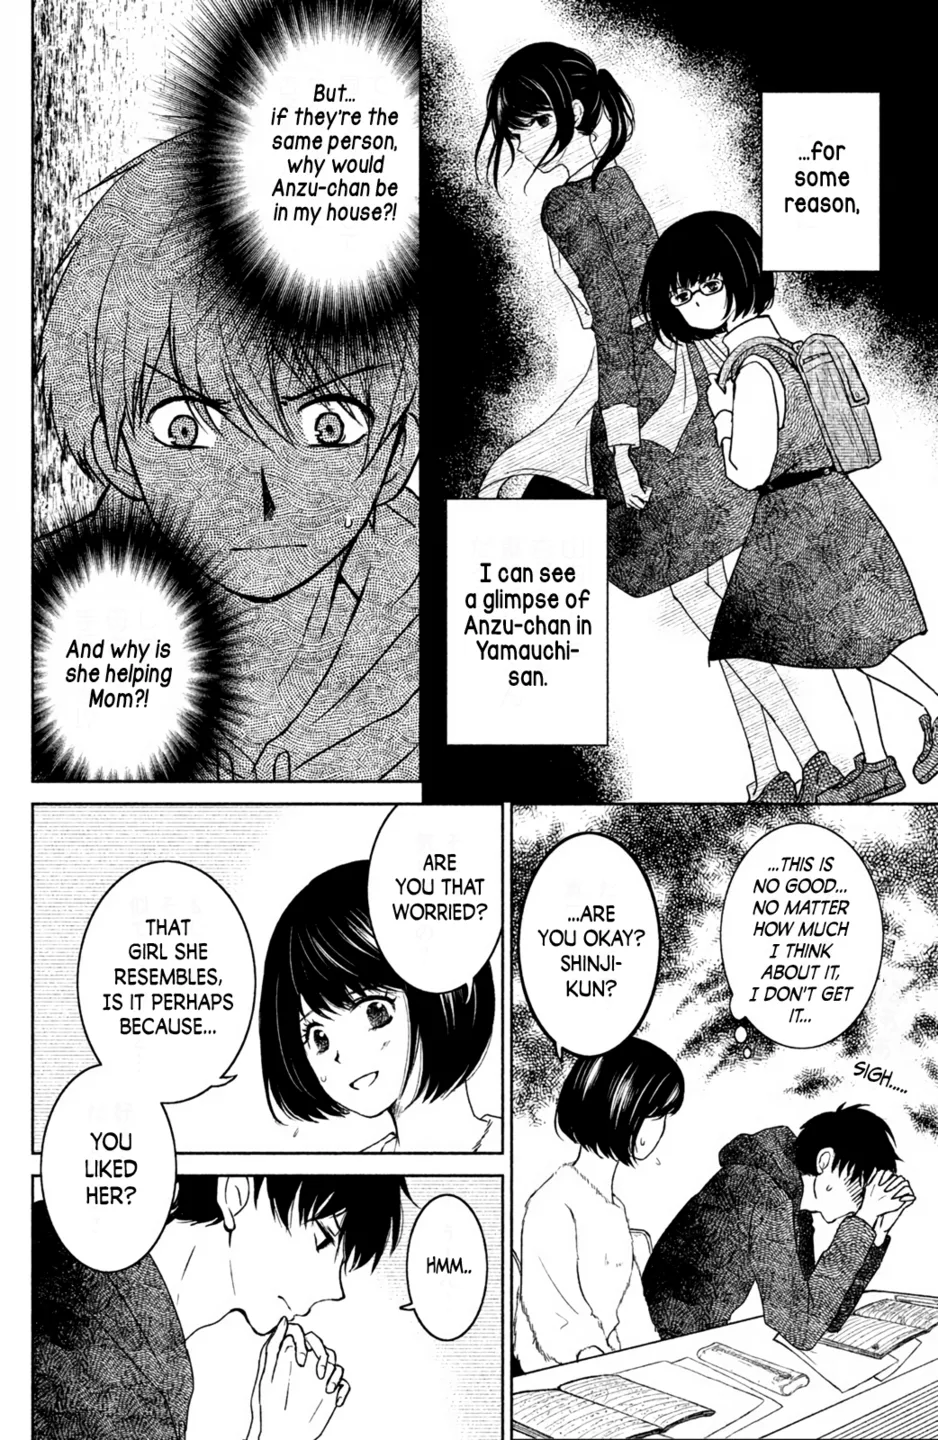 ...for
some
reason,
I can see
a glimpse of
Anzu-chan in
Yamauchi-
san.
But...
if they're the
same person,
why would
Anzu-chan be
in my house?!
And why is
she helping
Mom?!
...THIS IS
NO GOOD...
NO MATTER
HOW MUCH
I THINK
ABOUT IT,
I DON'T GET
IT...
SIGH.....
...ARE
YOU OKAY?
SHINJI-
KUN?
ARE
YOU THAT
WORRIED?
THAT
GIRL SHE
RESEMBLES,
IS IT PERHAPS
BECAUSE...
YOU
LIKED
HER?
HMM..